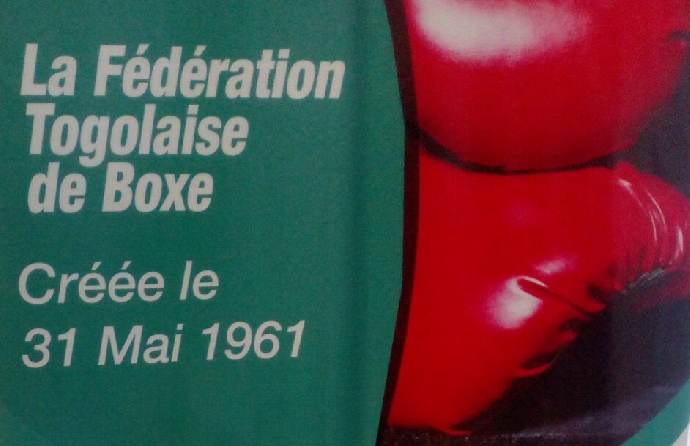 La Fédération
Togolaise
de Boxe
Créée le
31 Mai 1961